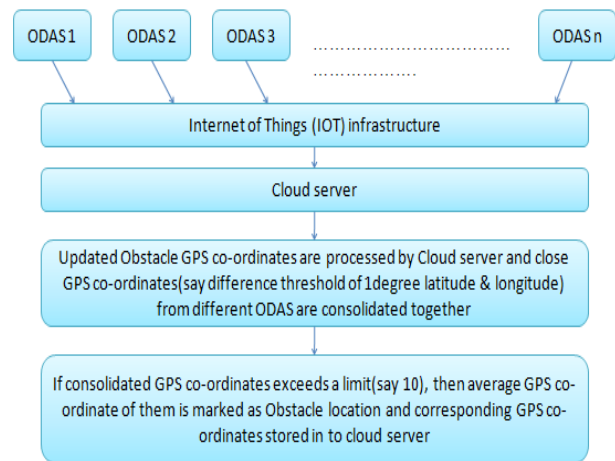 ODAS 1
ODAS 2
ODAS 3
....................................
..................
ODAS n
Internet of Things (IOT) infrastructure
Cloud server
Updated Obstacle GPS co-ordinates are processed by Cloud server and close
GPS co-ordinates(say difference threshold of 1degree latitude & longitude)
from different ODAS are consolidated together
If consolidated GPS co-ordinates exceeds a limit(say 10), then average GPS co-
ordinate of them is marked as Obstacle location and corresponding GPS co-
ordinates stored in to cloud server